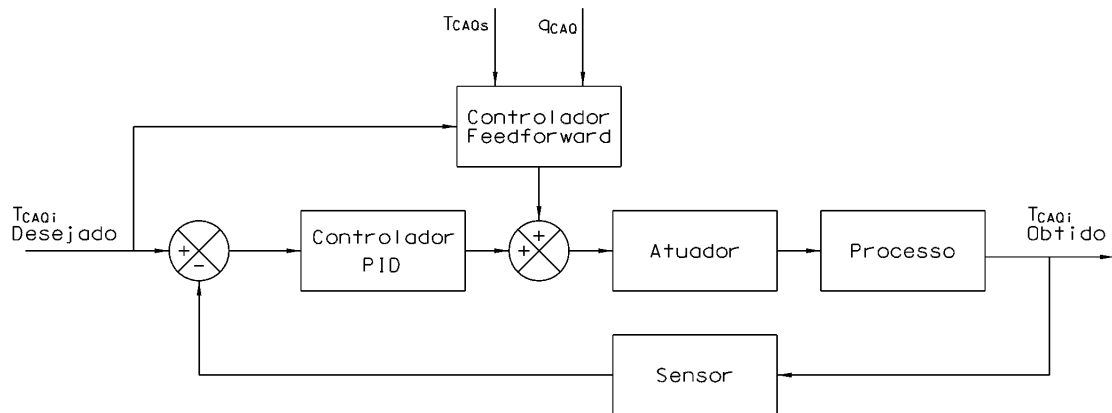 TCAQs
qCAQ
Controlador
Feedforward
TCAQi
Desejado
+
−
Controlador
PID
+
+
Atuador
Processo
TCAQi
Obtido
Sensor